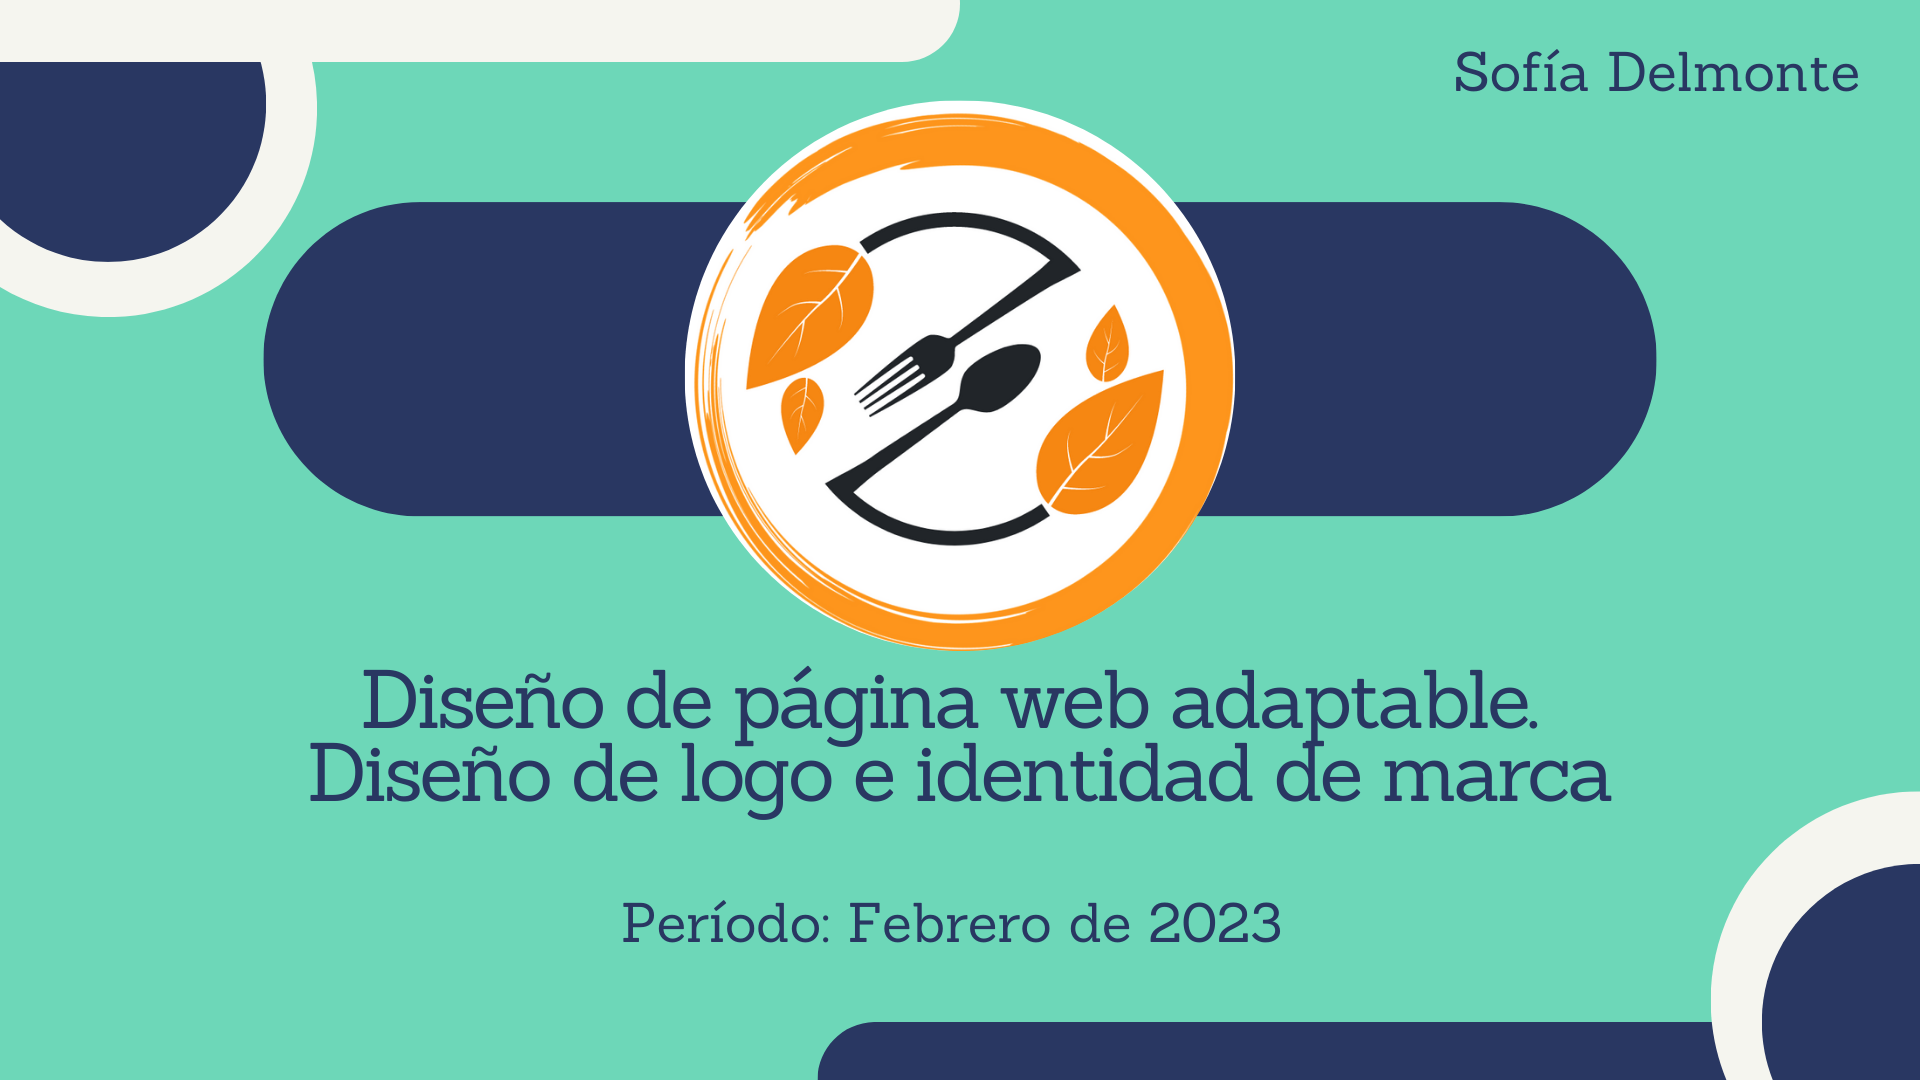 Sofía Delmonte
Diseño de página web adaptable.
Diseño de logo e identidad de marca
Período: Febrero de 2023